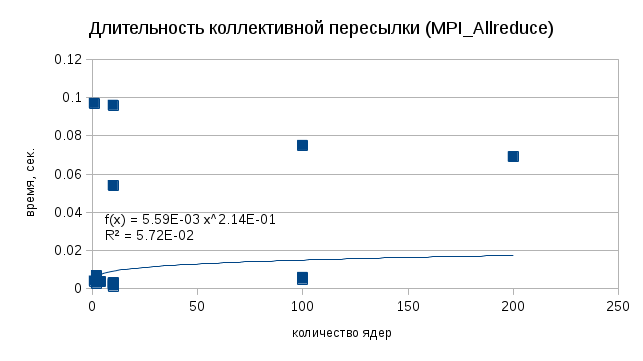 Длительность коллективной пересылки (MPI_Allreduce)
0.12
0.1
0.08
0.06
0.04
0.02
0
время, сек.
f(x) = 5.59E-03 x^2.14E-01
R² = 5.72E-02
0 50 100 150 200 250
количество ядер